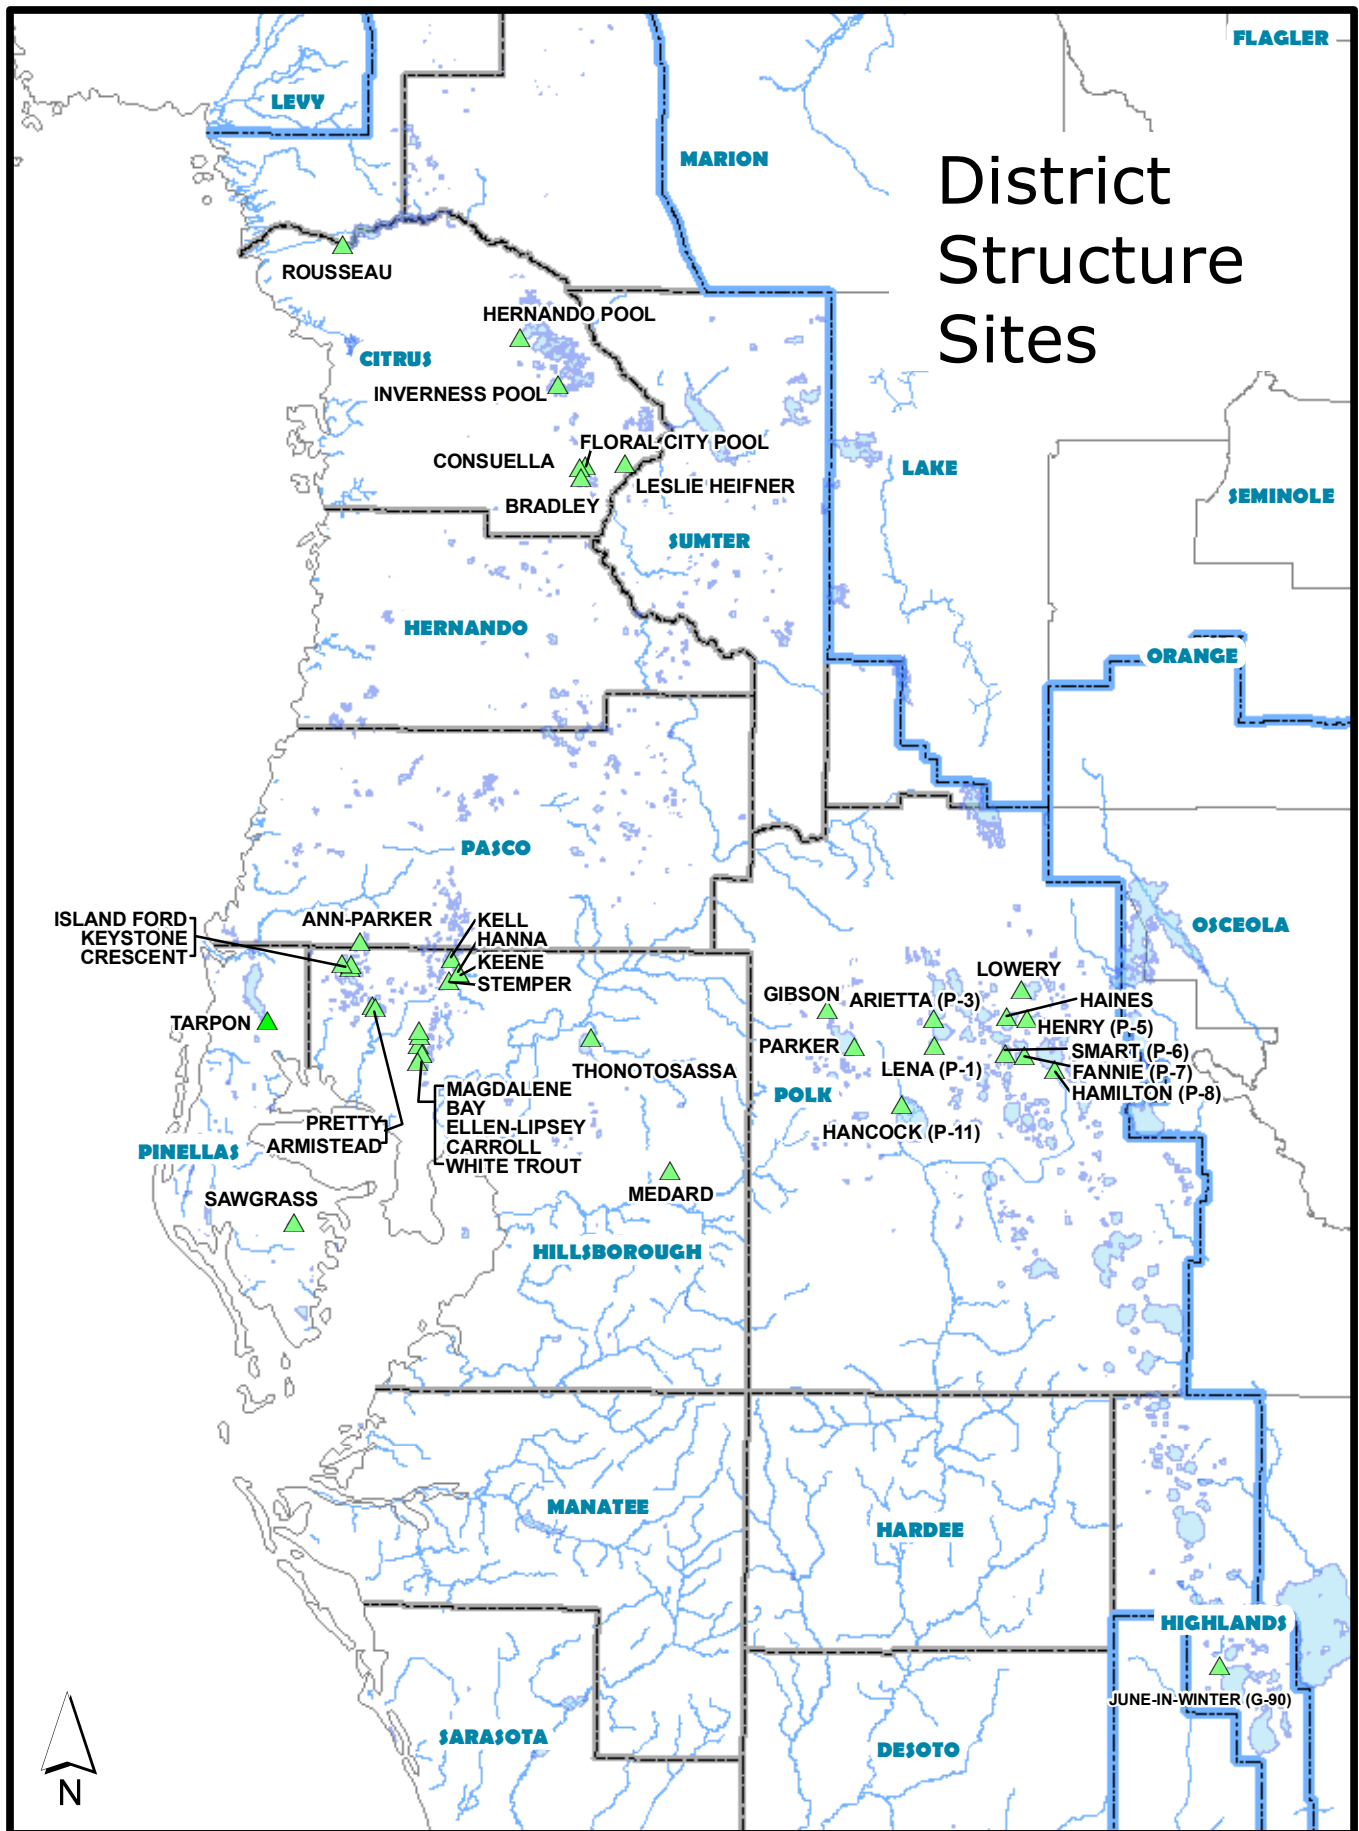 FLAGLER
LEVY
MARION
District
Structure
Sites
ROUSSEAU
HERNANDO POOL
CITRUS
INVERNESS POOL
FLORAL CITY POOL
CONSUELLA
LAKE
LESLIE HEIFNER
SEMINOLE
BRADLEY
SUMTER
HERNANDO
ORANGE
PASCO
ISLAND FORD
KEYSTONE
CRESCENT
ANN-PARKER
KELL
HANNA
KEENE
STEMPER
OSCEOLA
LOWERY
GIBSON
ARIETTA (P-3)
HAINES
TARPON
HENRY (P-5)
PARKER
SMART (P-6)
LENA (P-1)
FANNIE (P-7)
THONOTOSASSA
HAMILTON (P-8)
POLK
MAGDALENE
BAY
ELLEN-LIPSEY
CARROLL
WHITE TROUT
PRETTY
ARMISTEAD
HANCOCK (P-11)
PINELLAS
SAWGRASS
MEDARD
HILLSBOROUGH
MANATEE
HARDEE
HIGHLANDS
JUNE-IN-WINTER (G-90)
SARASOTA
DESOTO
N